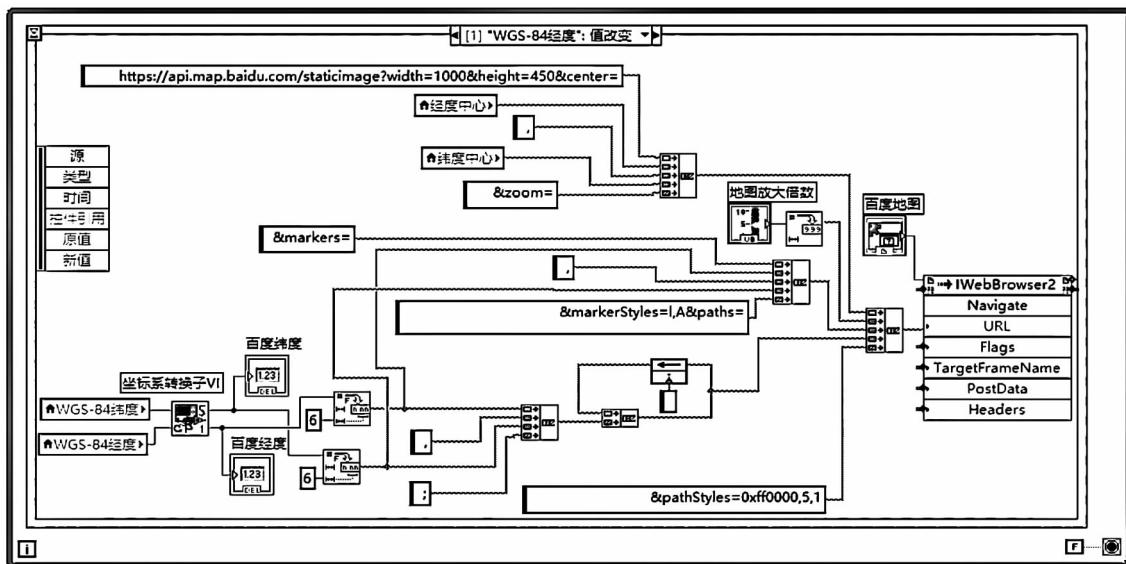 [1] "WGS-84经度": 值改变
https://api.map.baidu.com/staticimage?width=1000&height=450&center=
经度中心
,
纬度中心
&zoom=
源
类型
时间
控件引用
原值
新值
地图放大倍数
百度地图
&markers=
,
&markerStyles=l,A&paths=
IWebBrowser2
Navigate
URL
Flags
TargetFrameName
PostData
Headers
百度纬度
1.23
坐标系转换子VI
WGS-84纬度
WGS-84经度
百度经度
1.23
6
6
,
;
&pathStyles=0xff0000,5,1
i
F